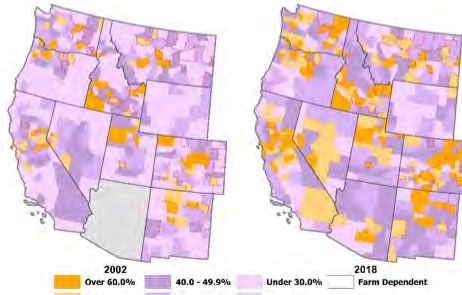 2002
2018
Over 60.0%
40.0 - 49.9%
Under 30.0%
Farm Dependent